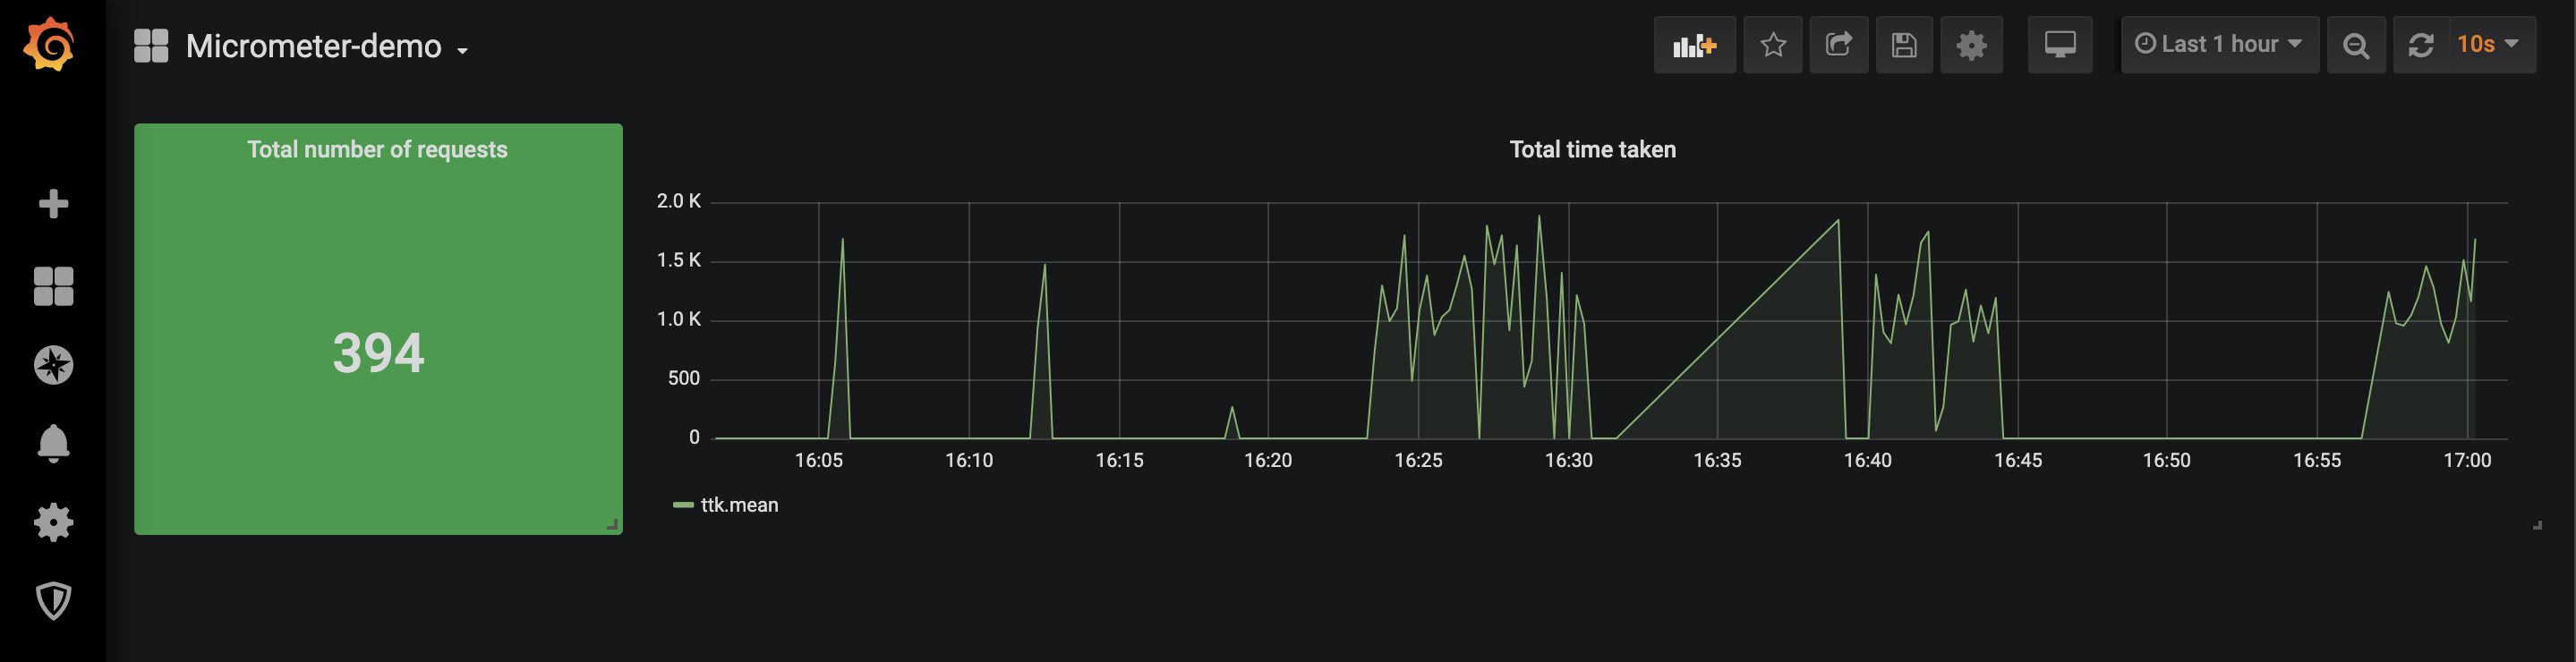 Micrometer-demo
Last 1 hour
10s
Total number of requests
394
Total time taken
2.0 K
1.5 K
1.0 K
500
0
16:05 16:10 16:15 16:20 16:25 16:30 16:35 16:40 16:45 16:50 16:55 17:00
ttk.mean